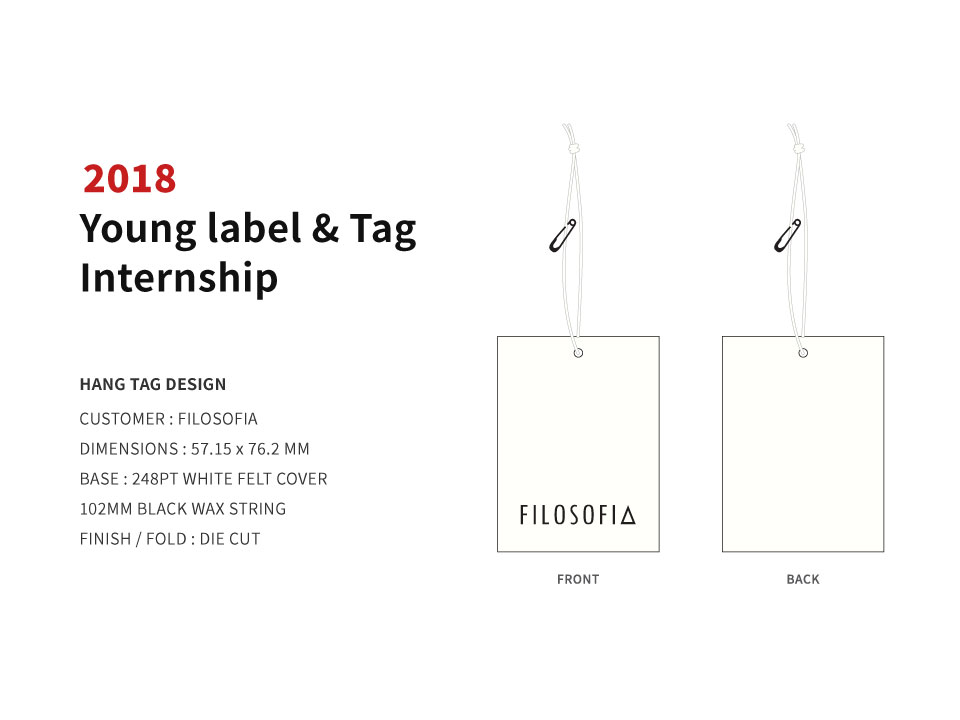 2018
Young label & Tag
Internship
HANG TAG DESIGN
CUSTOMER : FILOSOFIA
DIMENSIONS : 57.15 x 76.2 MM
BASE : 248PT WHITE FELT COVER
102MM BLACK WAX STRING
FINISH / FOLD : DIE CUT
FILOSOFIA
FRONT
BACK